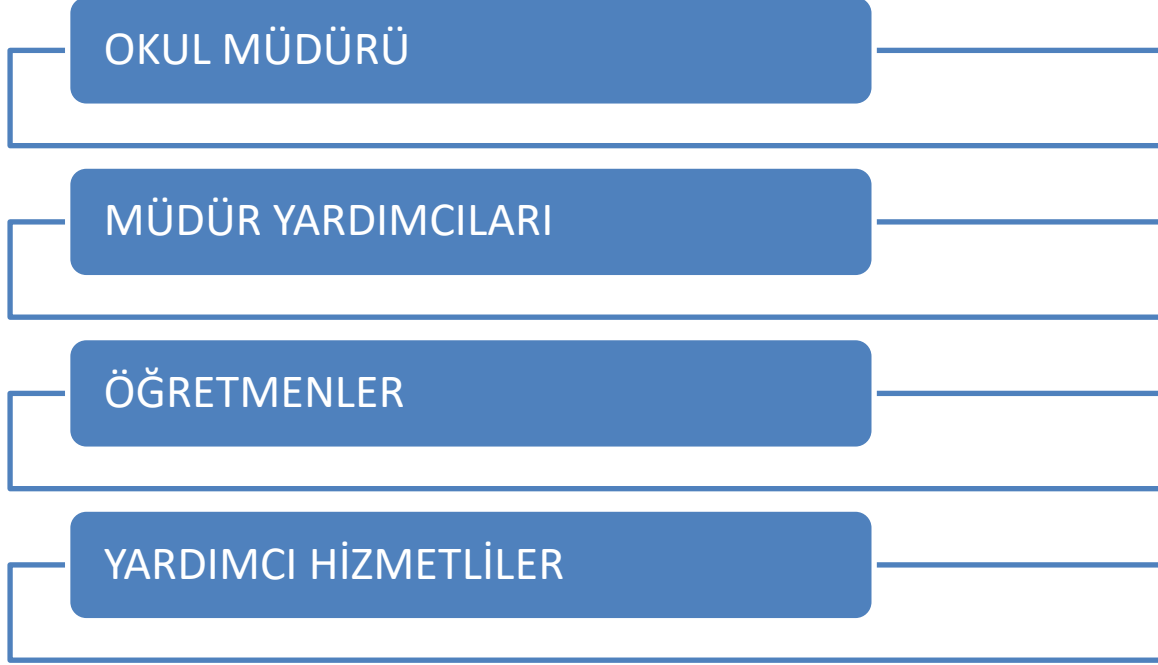 OKUL MÜDÜRÜ
MÜDÜR YARDIMCILARI
ÖĞRETMENLER
YARDIMCI HİZMETLİLER